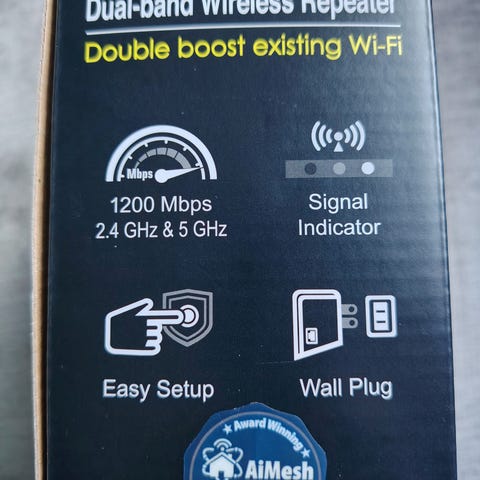 Dual-band Wireless Repeater
Double boost existing Wi-Fi
Mbps
1200 Mbps
2.4 GHz & 5 GHz
Signal
Indicator
Easy Setup
Wall Plug
★ Award Winning ★
AiMesh